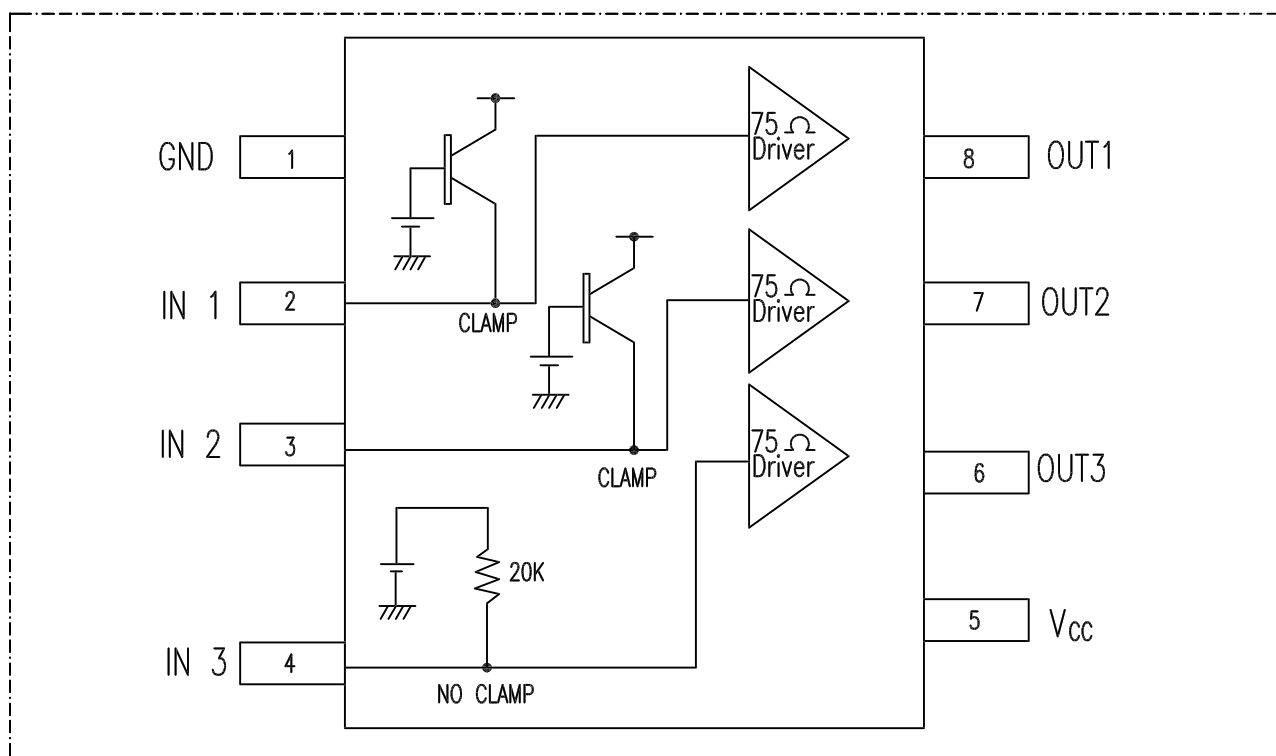 GND 1
IN 1 2
IN 2 3
IN 3 4
CLAMP
CLAMP
20K
NO CLAMP
75 Ω
Driver
75 Ω
Driver
75 Ω
Driver
8 OUT1
7 OUT2
6 OUT3
5 VCC